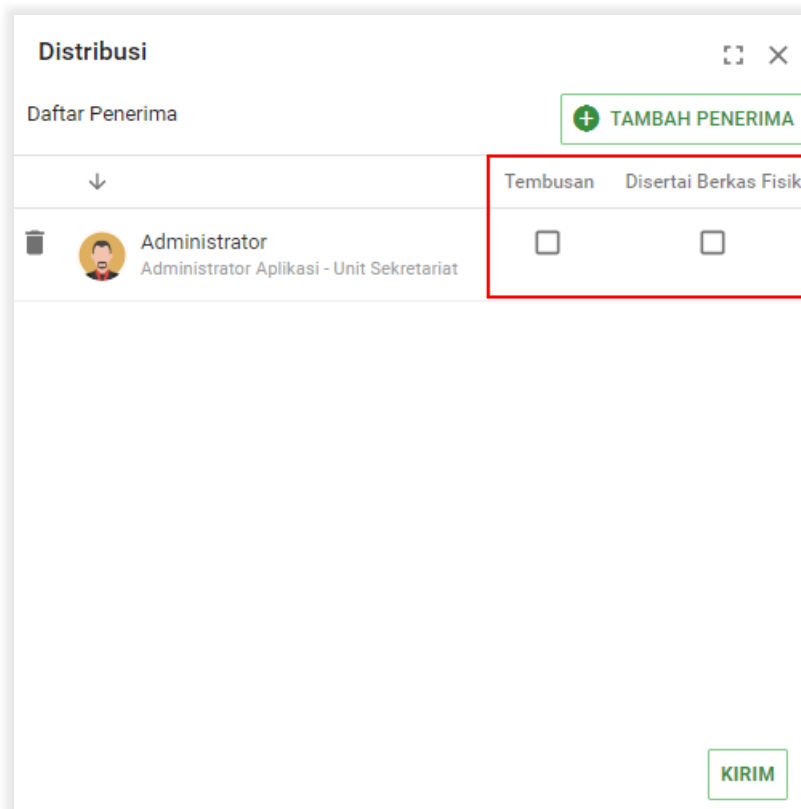 Distribusi
Daftar Penerima
TAMBAH PENERIMA
Tembusan
Disertai Berkas Fisik
Administrator
Administrator Aplikasi - Unit Sekretariat
KIRIM